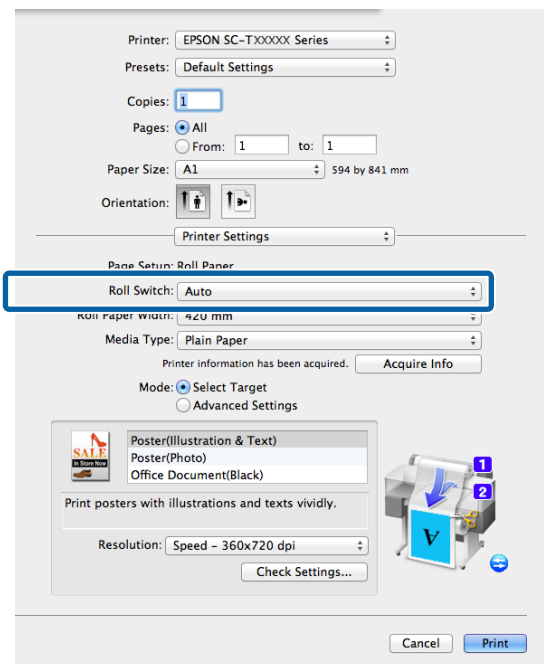 Printer: EPSON SC-TXXXXX Series
Presets: Default Settings
Copies: 1
Pages: All
From: 1 to: 1
Paper Size: A1 594 by 841 mm
Orientation:
Printer Settings
Page Setup: Roll Paper
Roll Switch: Auto
Roll Paper Width: 420 mm
Media Type: Plain Paper
Printer information has been acquired. Acquire Info
Mode: Select Target
Advanced Settings
SALE
In Store Now
Poster(Illustration & Text)
Poster(Photo)
Office Document(Black)
Print posters with illustrations and texts vividly.
Resolution: Speed – 360x720 dpi
Check Settings...
1
2
A
Cancel Print